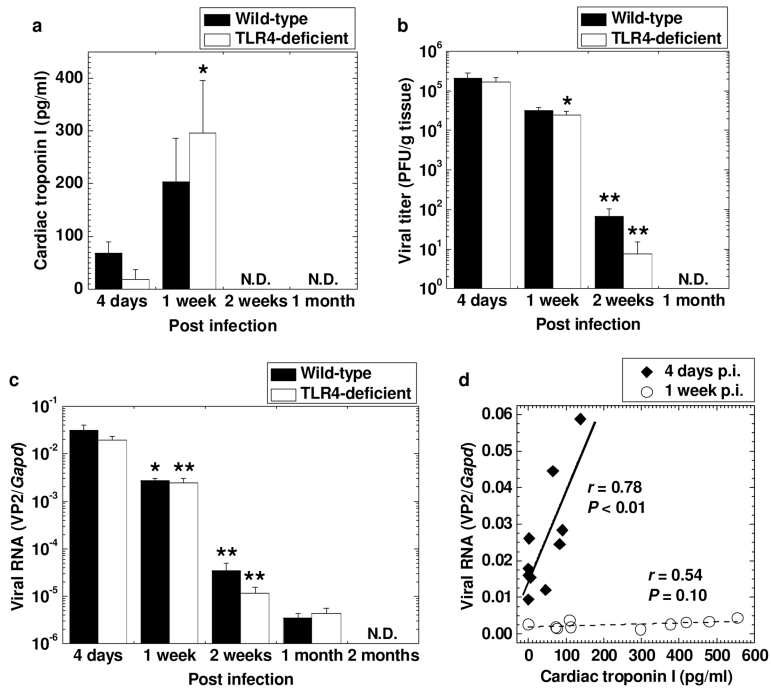 a
Wild-type
TLR4-deficient
Cardiac troponin I (pg/ml)
400
300
200
100
0
*
N.D.
N.D.
4 days
1 week
2 weeks
1 month
Post infection
b
Wild-type
TLR4-deficient
Viral titer (PFU/g tissue)
10^6
10^5
10^4
10^3
10^2
10^1
10^0
*
**
**
N.D.
4 days
1 week
2 weeks
1 month
Post infection
c
Wild-type
TLR4-deficient
Viral RNA (VP2/Gapd)
10^-1
10^-2
10^-3
10^-4
10^-5
10^-6
*
**
**
**
N.D.
4 days
1 week
2 weeks
1 month
2 months
Post infection
d
4 days p.i.
1 week p.i.
Viral RNA (VP2/Gapd)
0.06
0.05
0.04
0.03
0.02
0.01
0.00
r = 0.78
P < 0.01
r = 0.54
P = 0.10
0
100
200
300
400
500
600
Cardiac troponin I (pg/ml)